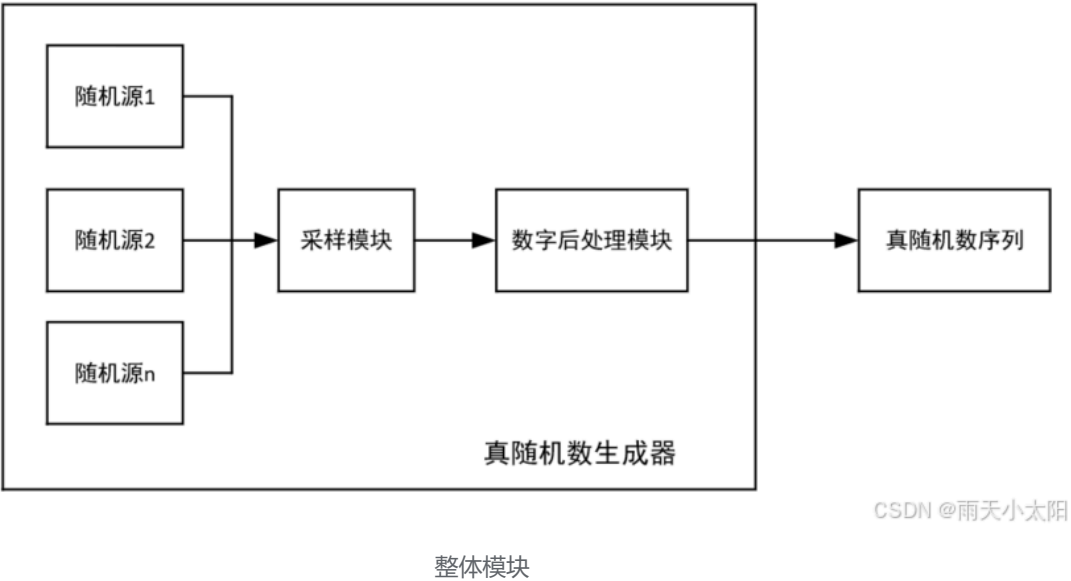 随机源1
随机源2
随机源n
采样模块
数字后处理模块
真随机数序列
真随机数生成器
CSDN @雨天小太阳
整体模块